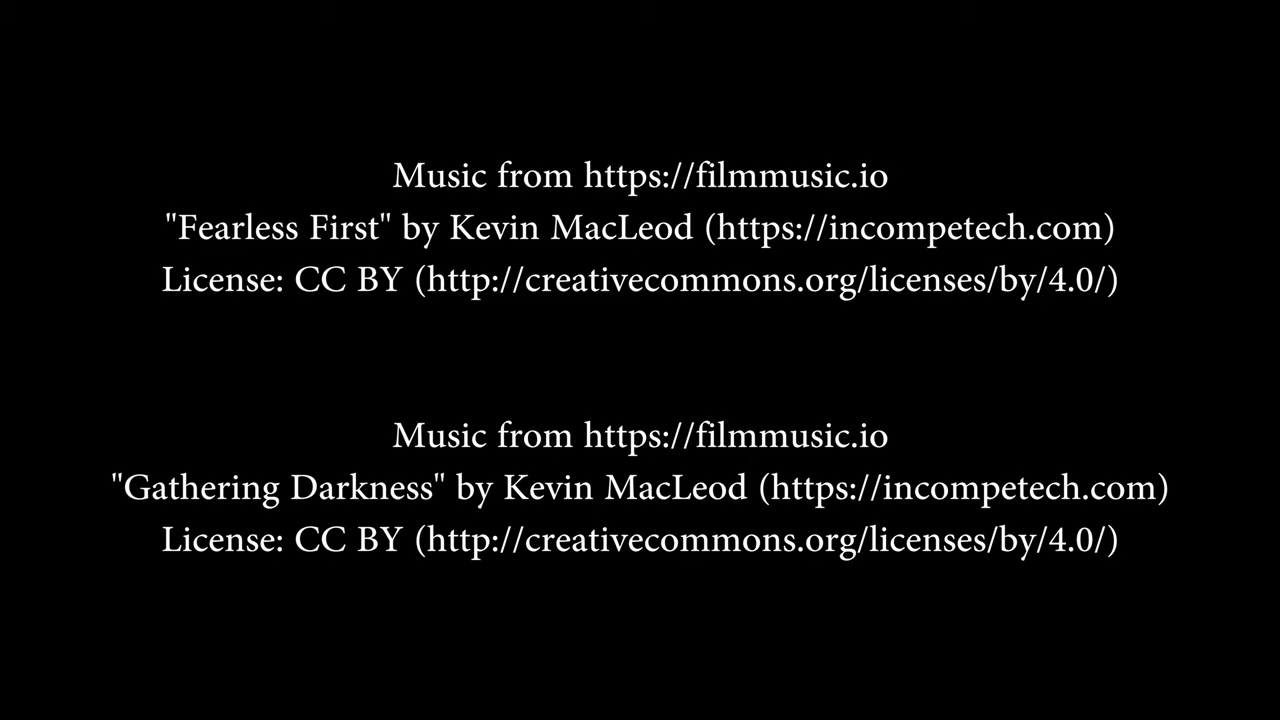 Music from https://filmmusic.io
"Fearless First" by Kevin MacLeod (https://incompetech.com)
License: CC BY (http://creativecommons.org/licenses/by/4.0/)
Music from https://filmmusic.io
"Gathering Darkness" by Kevin MacLeod (https://incompetech.com)
License: CC BY (http://creativecommons.org/licenses/by/4.0/)